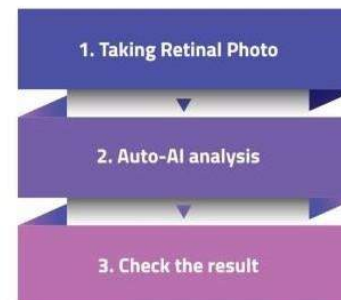 1. Taking Retinal Photo
2. Auto-AI analysis
3. Check the result